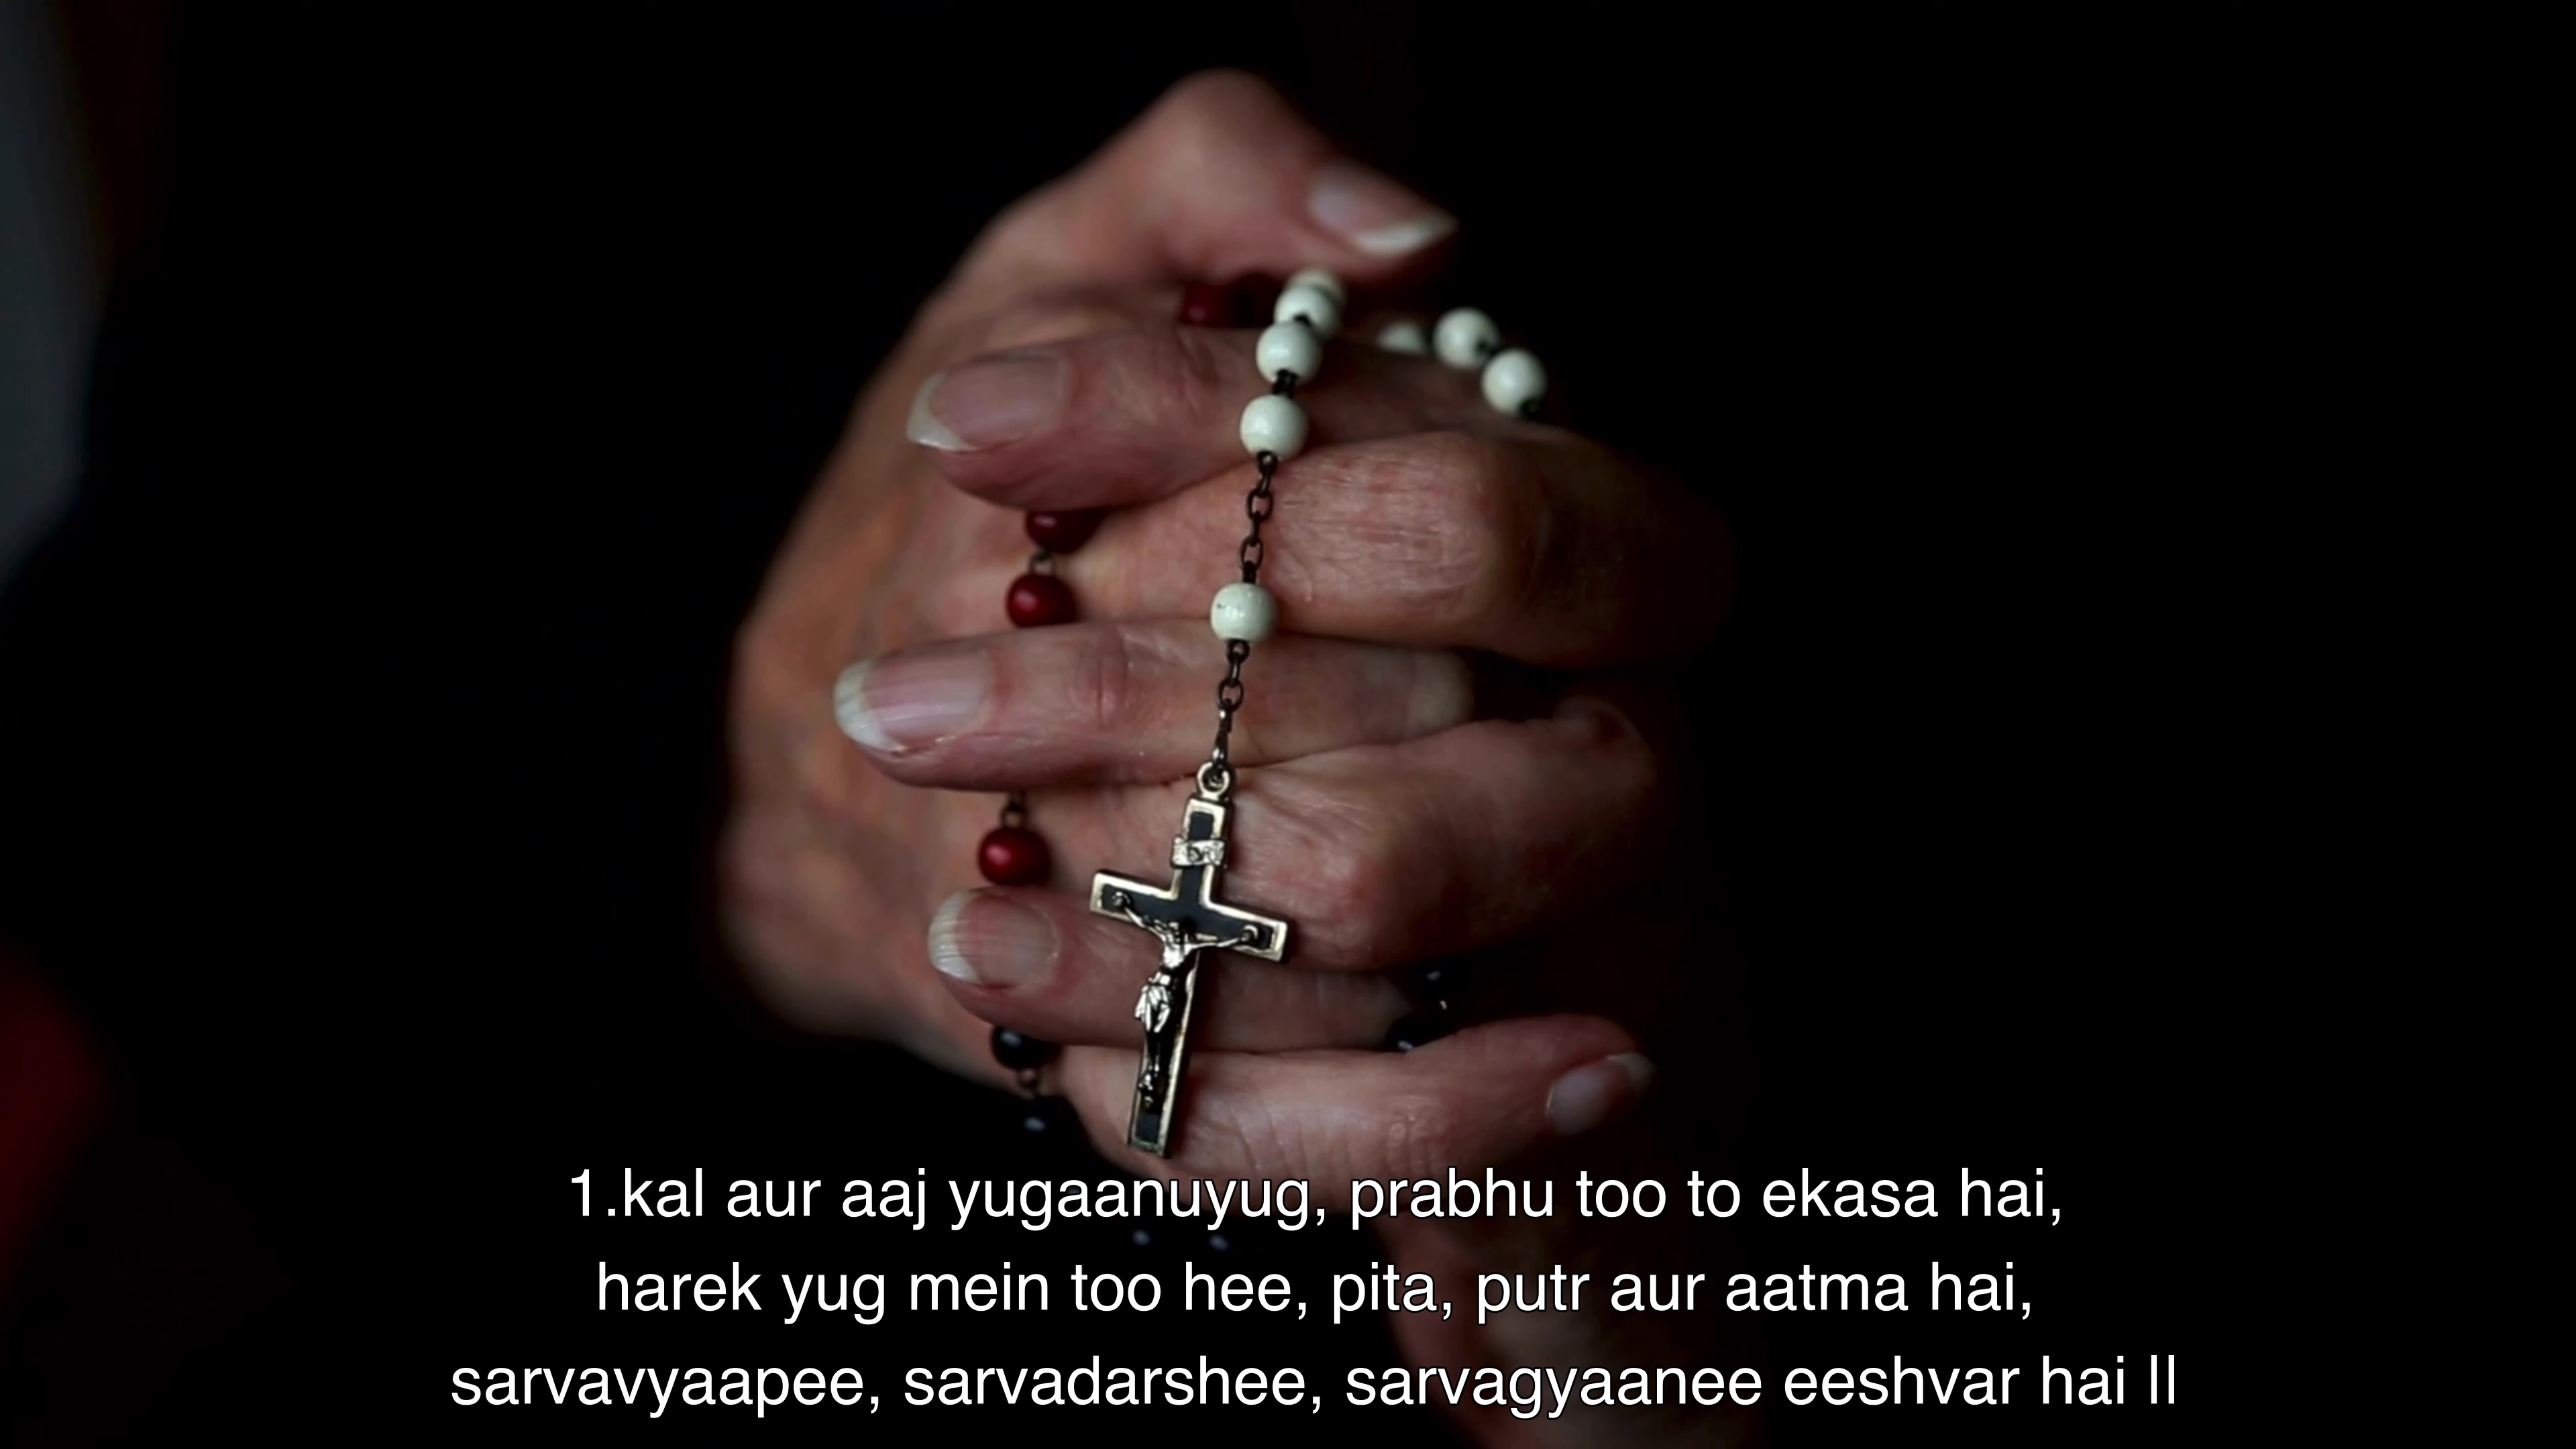 1.kal aur aaj yugaanuyug, prabhu too to ekasa hai,
harek yug mein too hee, pita, putr aur aatma hai,
sarvavyaapee, sarvadarshee, sarvagyaanee eeshvar hai ll